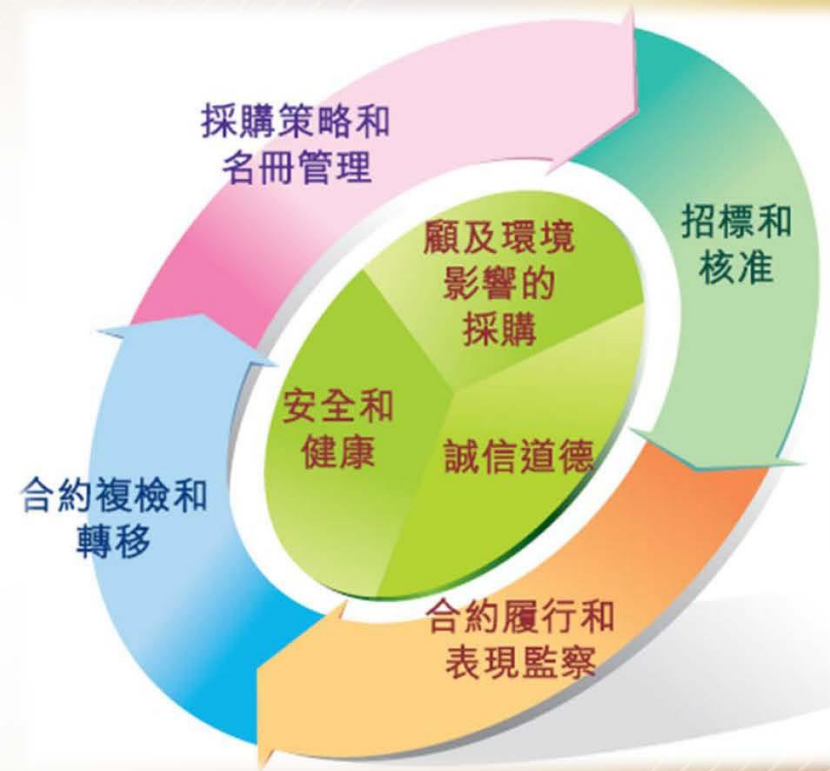 採購策略和
名冊管理
招標和
核准
顧及環境
影響的
採購
安全和
健康
誠信道德
合約複檢和
轉移
合約履行和
表現監察